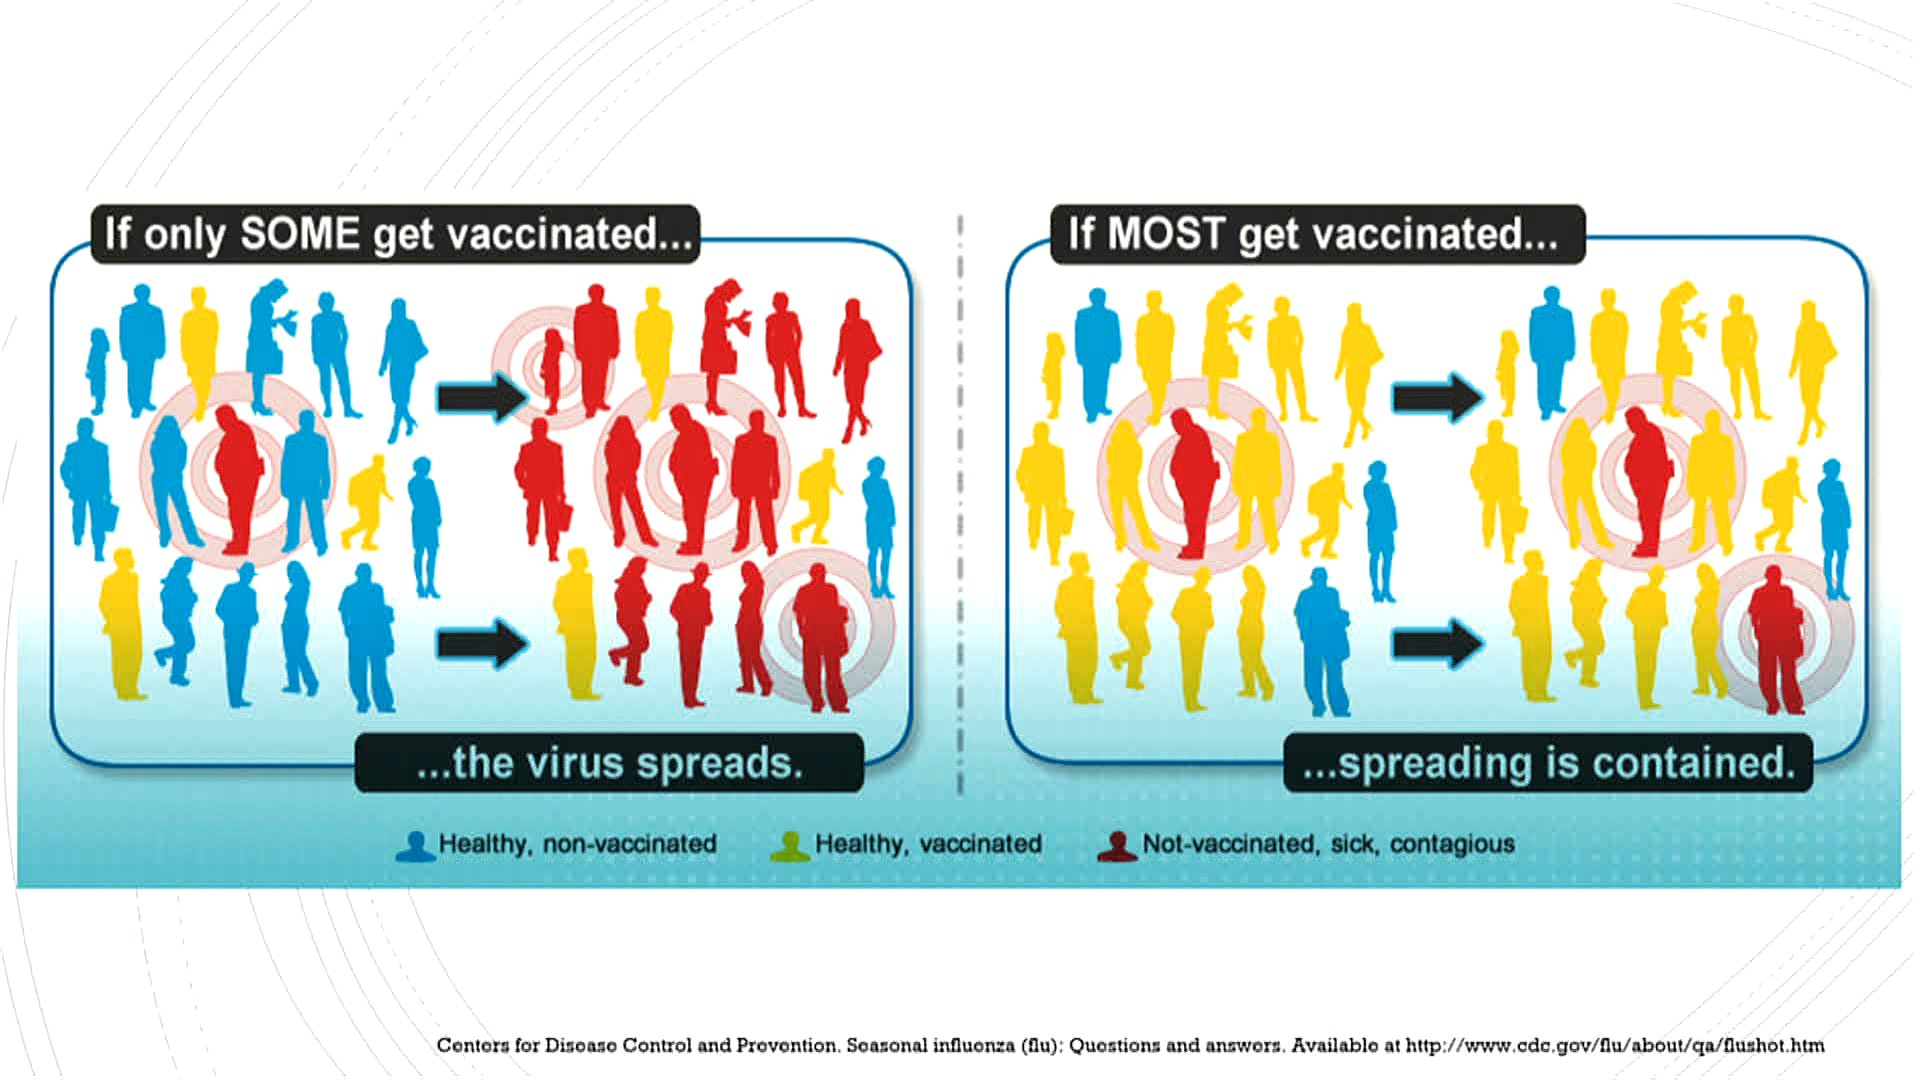 If only SOME get vaccinated...
If MOST get vaccinated...
...the virus spreads.
...spreading is contained.
Healthy, non-vaccinated
Healthy, vaccinated
Not-vaccinated, sick, contagious
Centers for Disease Control and Prevention. Seasonal influenza (flu): Questions and answers. Available at http://www.cdc.gov/flu/about/qa/flushot.htm